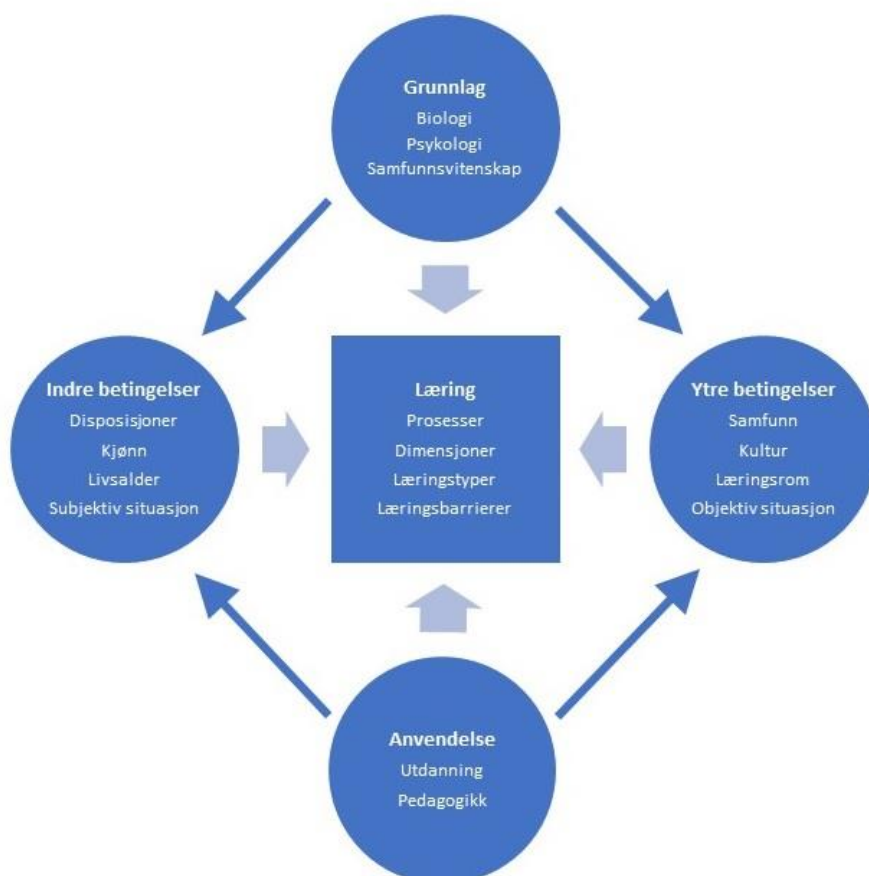 Grunnlag
Biologi
Psykologi
Samfunnsvitenskap
Indre betingelser
Disposisjoner
Kjønn
Livsalder
Subjektiv situasjon
Læring
Prosesser
Dimensjoner
Læringstyper
Læringsbarrierer
Ytre betingelser
Samfunn
Kultur
Læringsrom
Objektiv situasjon
Anvendelse
Utdanning
Pedagogikk